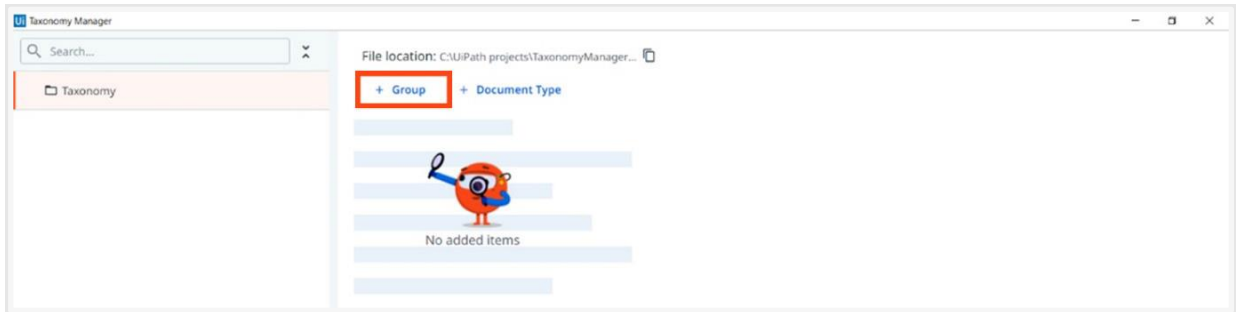 Ui Taxonomy Manager
Search...
Taxonomy
File location: C:\UiPath projects\TaxonomyManager...
+ Group + Document Type
No added items